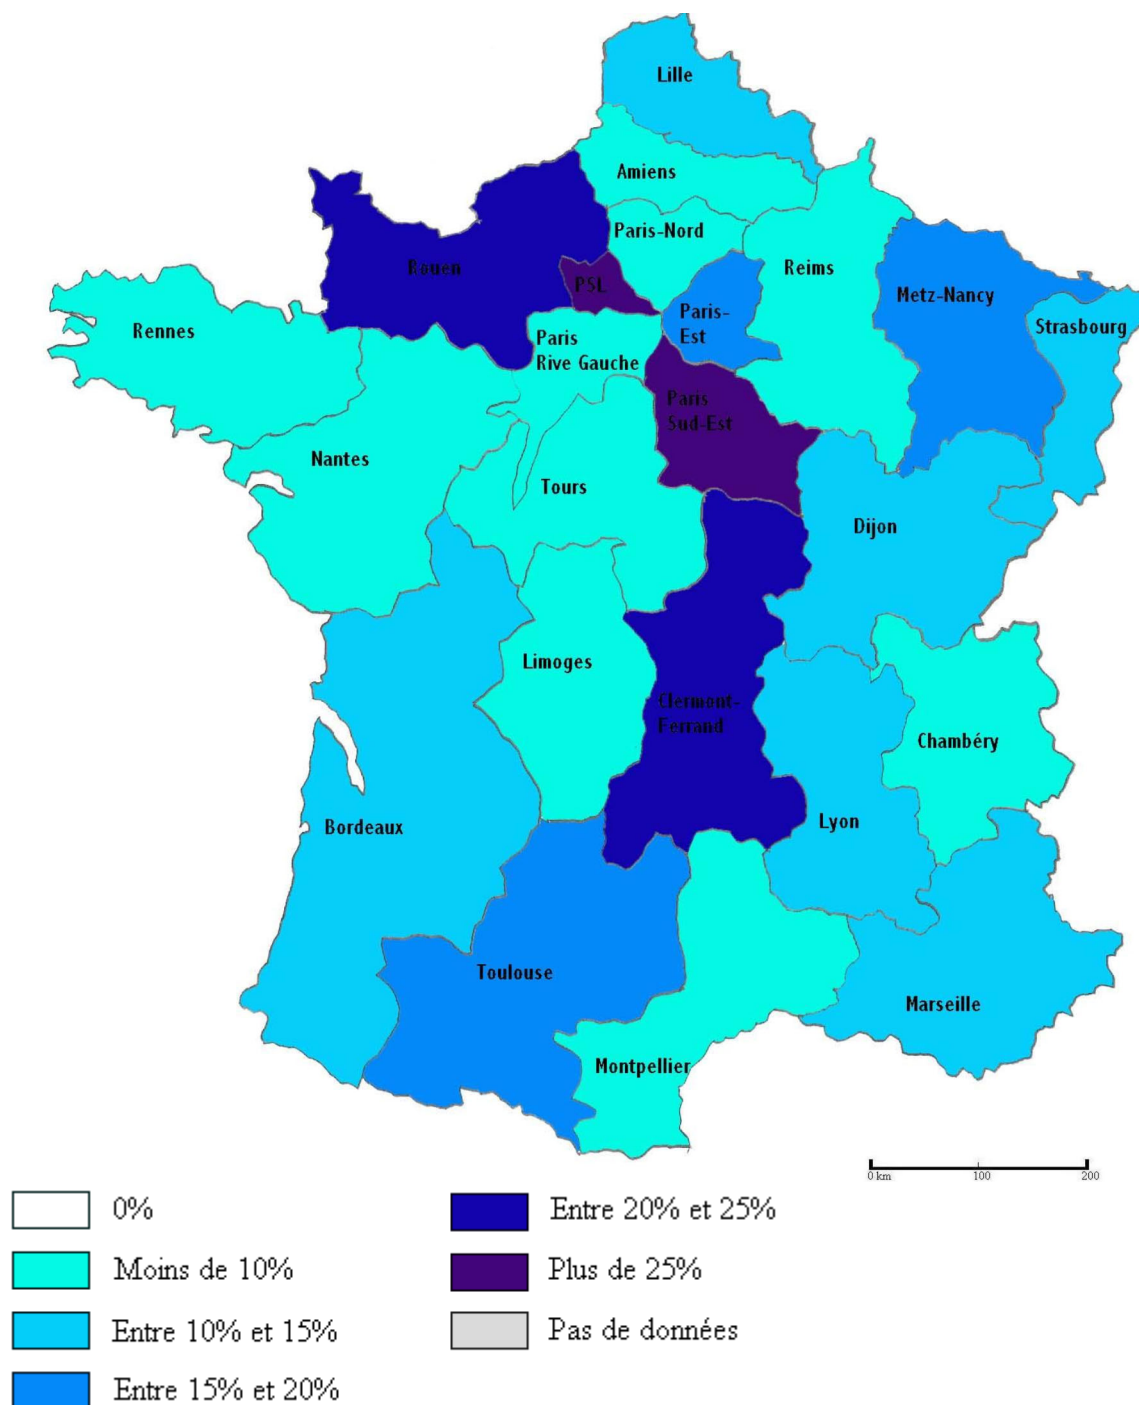 Lille
Amiens
Paris-Nord
Rouen
PSL
Reims
Metz-Nancy
Paris-
Est
Strasbourg
Rennes
Paris
Rive Gauche
Paris
Sud-Est
Nantes
Tours
Dijon
Limoges
Clermont-
Ferrand
Chambéry
Bordeaux
Lyon
Toulouse
Marseille
Montpellier
0 km 100 200
0%
Moins de 10%
Entre 10% et 15%
Entre 15% et 20%
Entre 20% et 25%
Plus de 25%
Pas de données